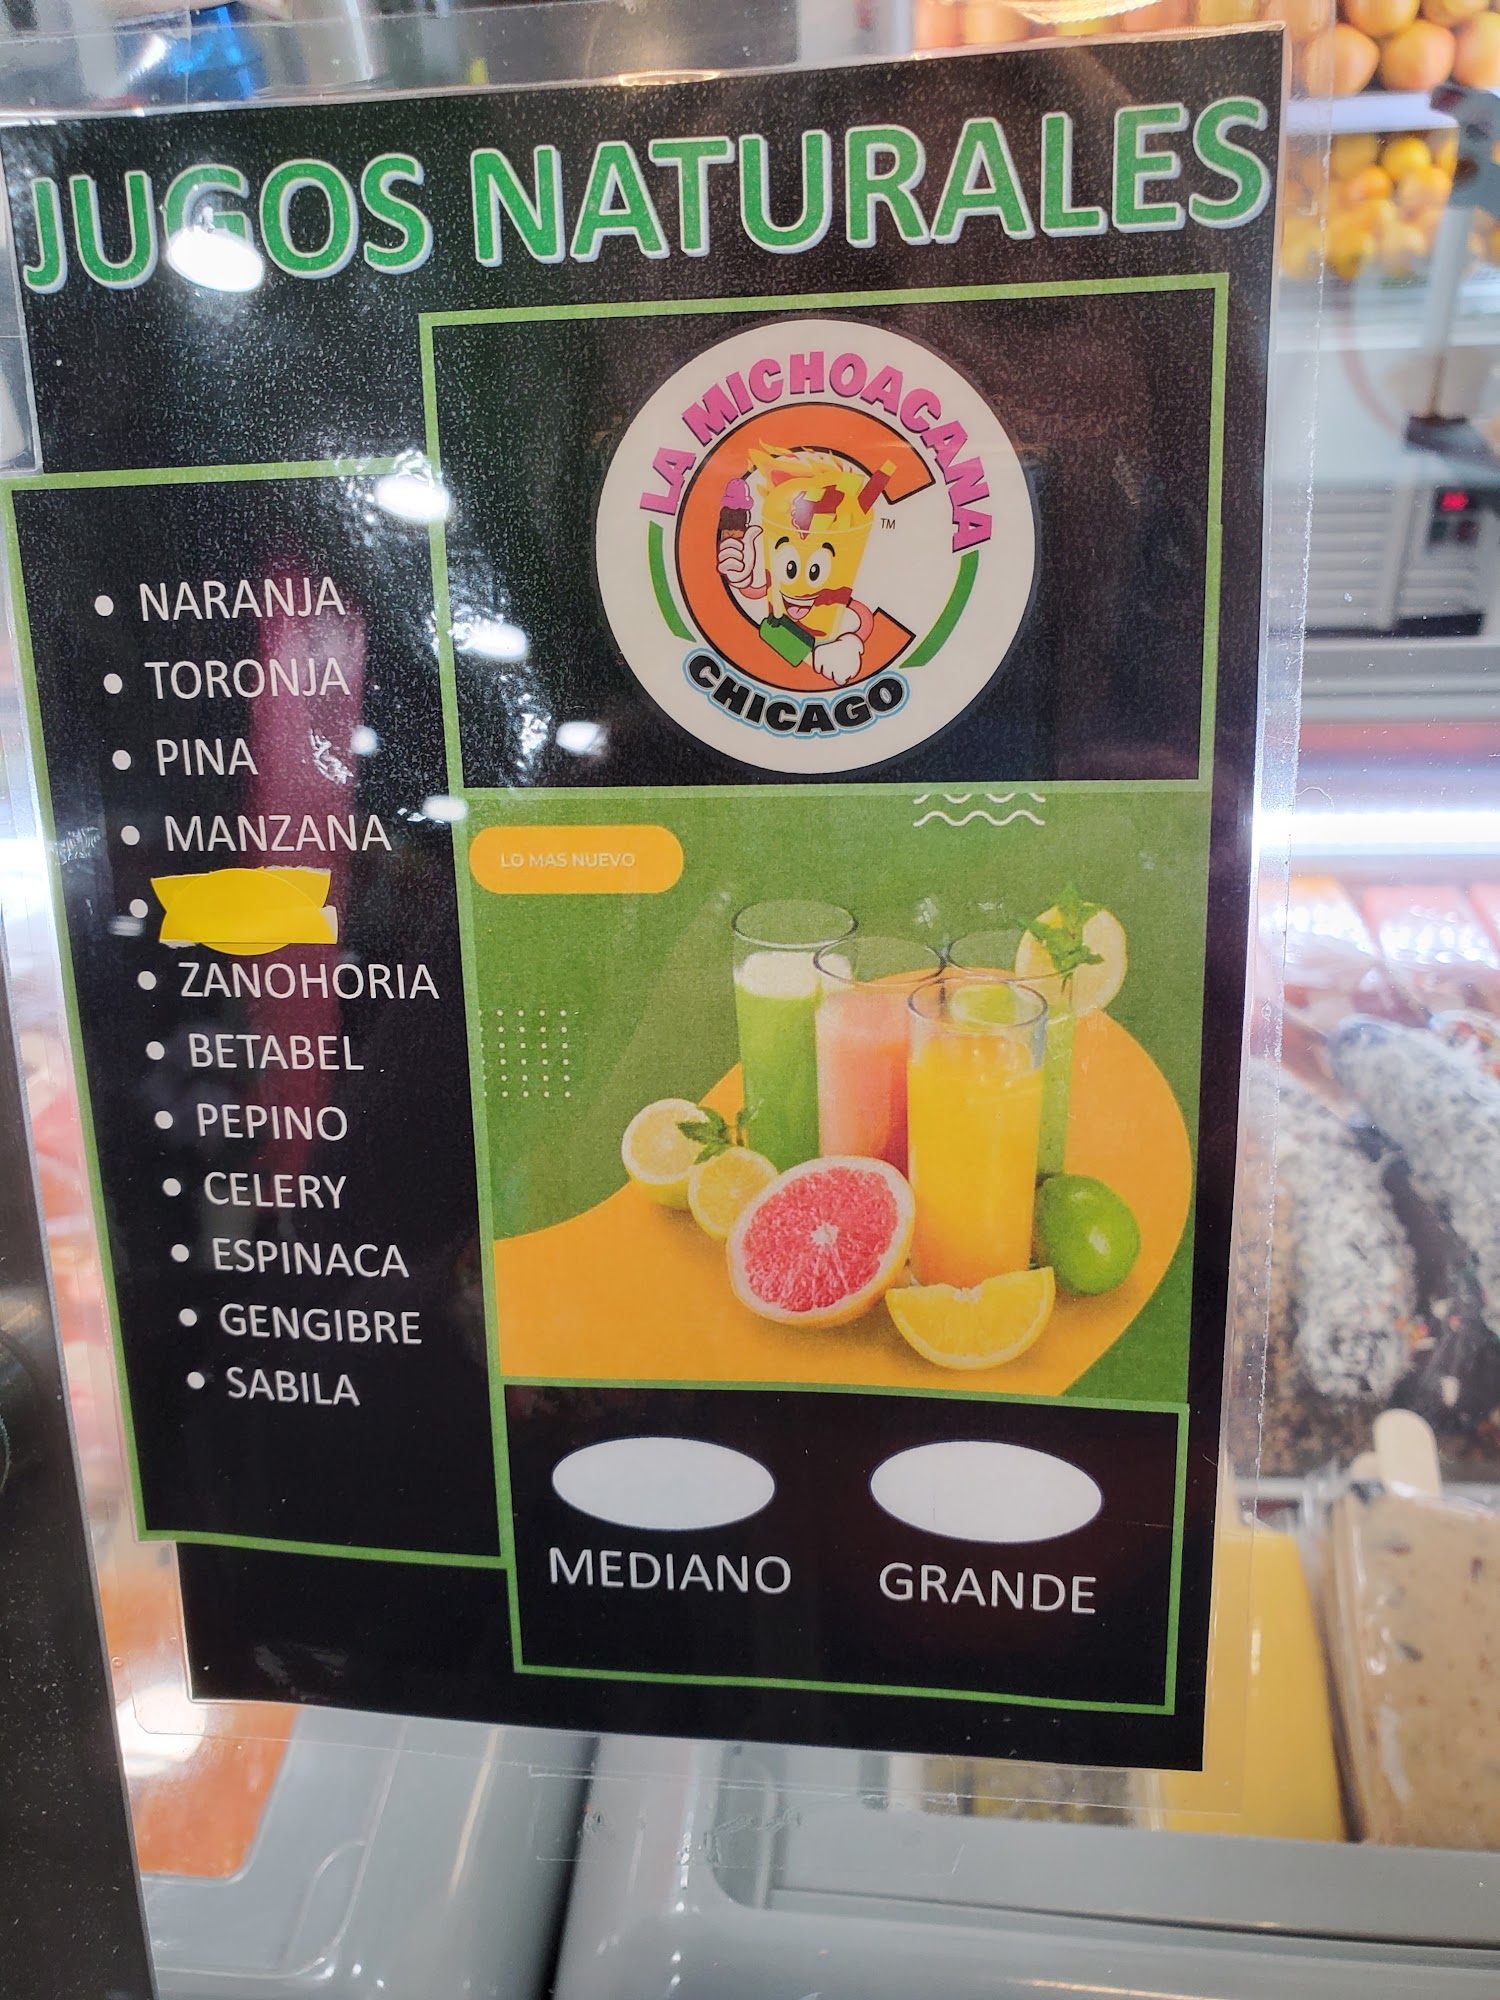 JUGOS NATURALES
LA MICHOACANA
TM
CHICAGO
• NARANJA
• TORONJA
• PINA
• MANZANA
•
• ZANOHORIA
• BETABEL
• PEPINO
• CELERY
• ESPINACA
• GENGIBRE
• SABILA
LO MAS NUEVO
MEDIANO
GRANDE